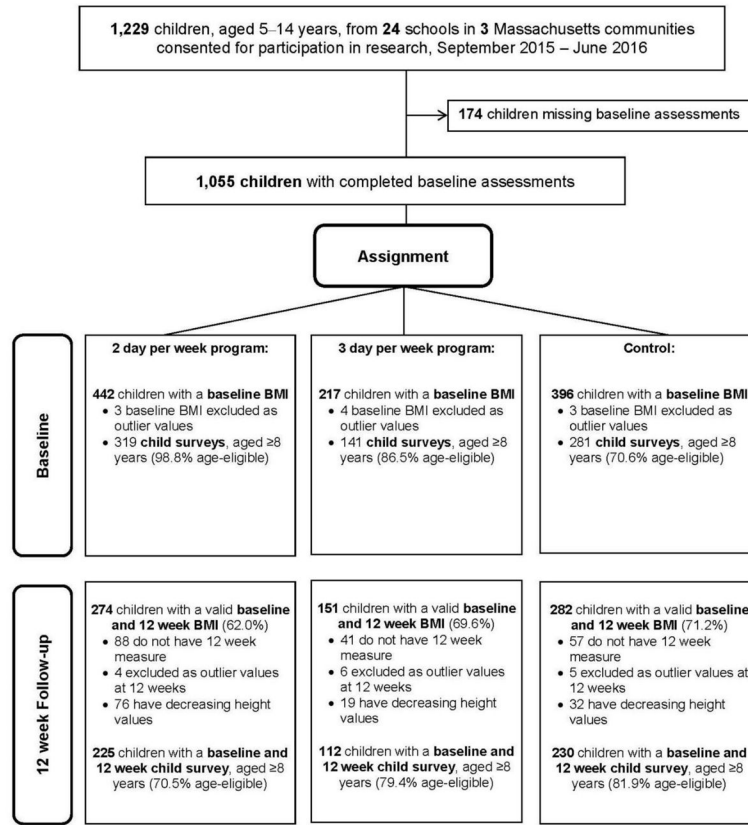 1,229 children, aged 5–14 years, from 24 schools in 3 Massachusetts communities
consented for participation in research, September 2015 – June 2016
174 children missing baseline assessments
1,055 children with completed baseline assessments
Assignment
Baseline
2 day per week program:
442 children with a baseline BMI
• 3 baseline BMI excluded as
outlier values
• 319 child surveys, aged ≥8
years (98.8% age-eligible)
3 day per week program:
217 children with a baseline BMI
• 4 baseline BMI excluded as
outlier values
• 141 child surveys, aged ≥8
years (86.5% age-eligible)
Control:
396 children with a baseline BMI
• 3 baseline BMI excluded as
outlier values
• 281 child surveys, aged ≥8
years (70.6% age-eligible)
12 week Follow-up
274 children with a valid baseline
and 12 week BMI (62.0%)
• 88 do not have 12 week
measure
• 4 excluded as outlier values
at 12 weeks
• 76 have decreasing height
values
225 children with a baseline and
12 week child survey, aged ≥8
years (70.5% age-eligible)
151 children with a valid baseline
and 12 week BMI (69.6%)
• 41 do not have 12 week
measure
• 6 excluded as outlier values
at 12 weeks
• 19 have decreasing height
values
112 children with a baseline and
12 week child survey, aged ≥8
years (79.4% age-eligible)
282 children with a valid baseline
and 12 week BMI (71.2%)
• 57 do not have 12 week
measure
• 5 excluded as outlier values at
12 weeks
• 32 have decreasing height
values
230 children with a baseline and
12 week child survey, aged ≥8
years (81.9% age-eligible)